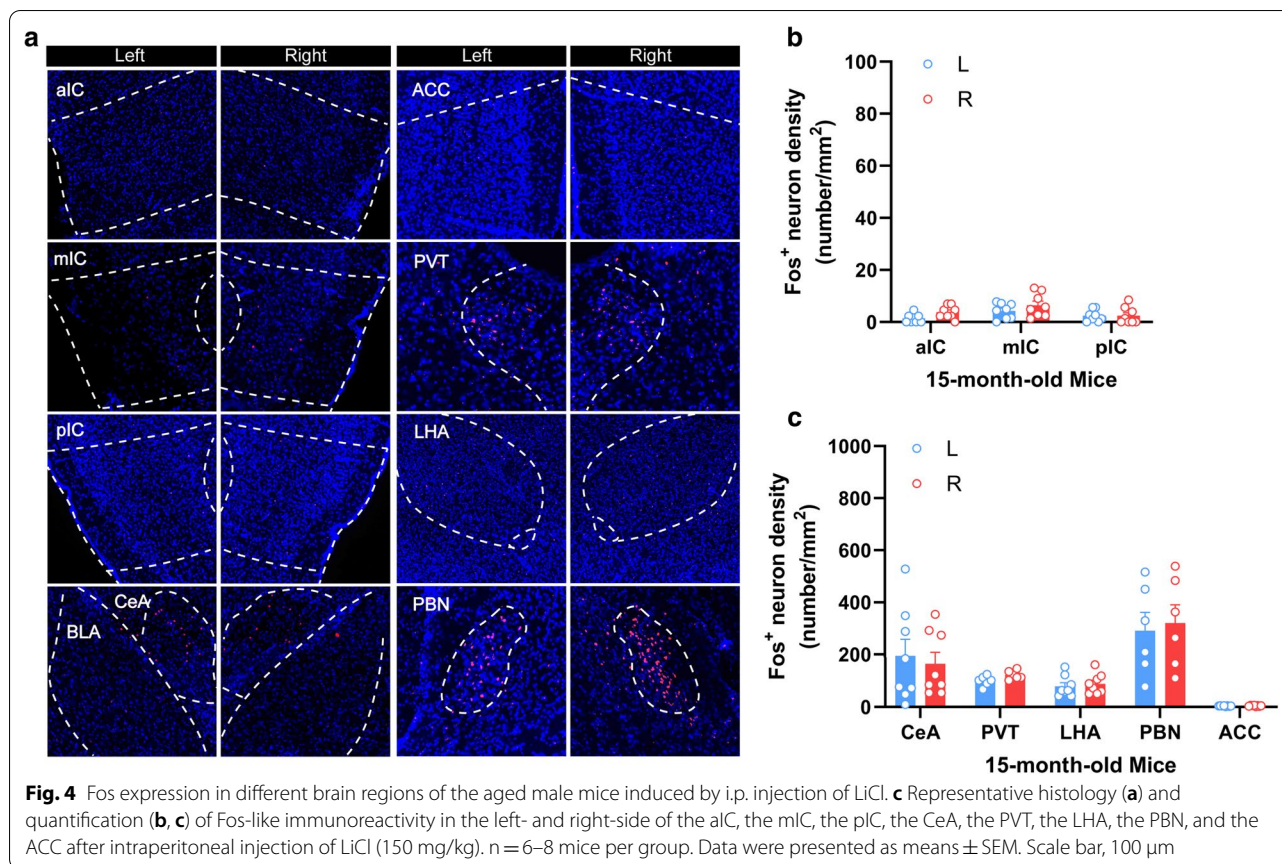 a
Left Right Left Right
aIC ACC
mIC PVT
pIC LHA
CeA PBN
BLA
b
100
80
60
40
20
0
Fos+ neuron density
(number/mm²)
L
R
aIC mIC pIC
15-month-old Mice
c
1000
800
600
400
200
0
Fos+ neuron density
(number/mm²)
L
R
CeA PVT LHA PBN ACC
15-month-old Mice
Fig. 4 Fos expression in different brain regions of the aged male mice induced by i.p. injection of LiCl. c Representative histology (a) and
quantification (b, c) of Fos-like immunoreactivity in the left- and right-side of the aIC, the mIC, the pIC, the CeA, the PVT, the LHA, the PBN, and the
ACC after intraperitoneal injection of LiCl (150 mg/kg). n = 6–8 mice per group. Data were presented as means ± SEM. Scale bar, 100 μm